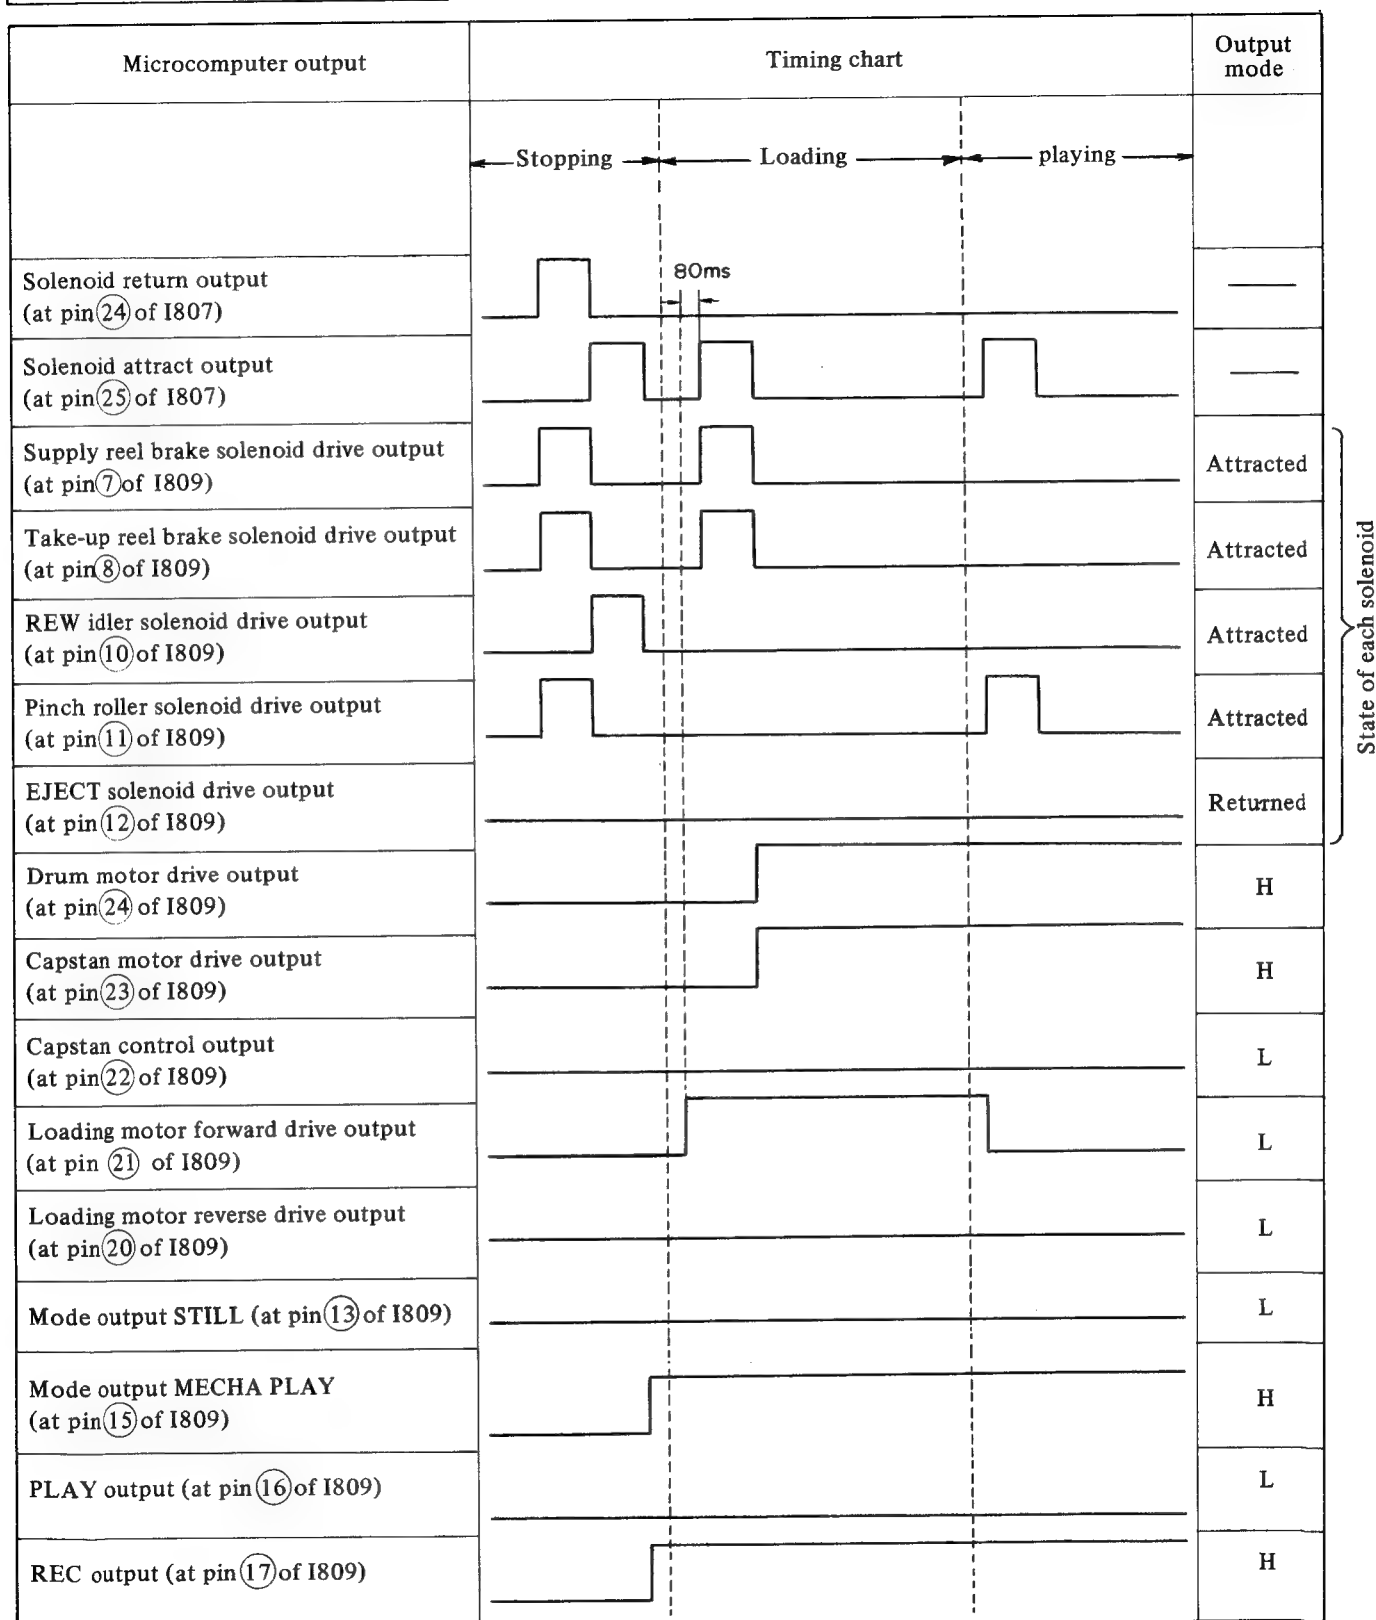 Microcomputer output
Timing chart
Output
mode
Stopping
Loading
playing
Solenoid return output
(at pin 24 of I807)
80ms
—
Solenoid attract output
(at pin 25 of I807)
—
Supply reel brake solenoid drive output
(at pin 7 of I809)
Attracted
Take-up reel brake solenoid drive output
(at pin 8 of I809)
Attracted
REW idler solenoid drive output
(at pin 10 of I809)
Attracted
Pinch roller solenoid drive output
(at pin 11 of I809)
Attracted
EJECT solenoid drive output
(at pin 12 of I809)
Returned
State of each solenoid
Drum motor drive output
(at pin 24 of I809)
H
Capstan motor drive output
(at pin 23 of I809)
H
Capstan control output
(at pin 22 of I809)
L
Loading motor forward drive output
(at pin 21 of I809)
L
Loading motor reverse drive output
(at pin 20 of I809)
L
Mode output STILL (at pin 13 of I809)
L
Mode output MECHA PLAY
(at pin 15 of I809)
H
PLAY output (at pin 16 of I809)
L
REC output (at pin 17 of I809)
H